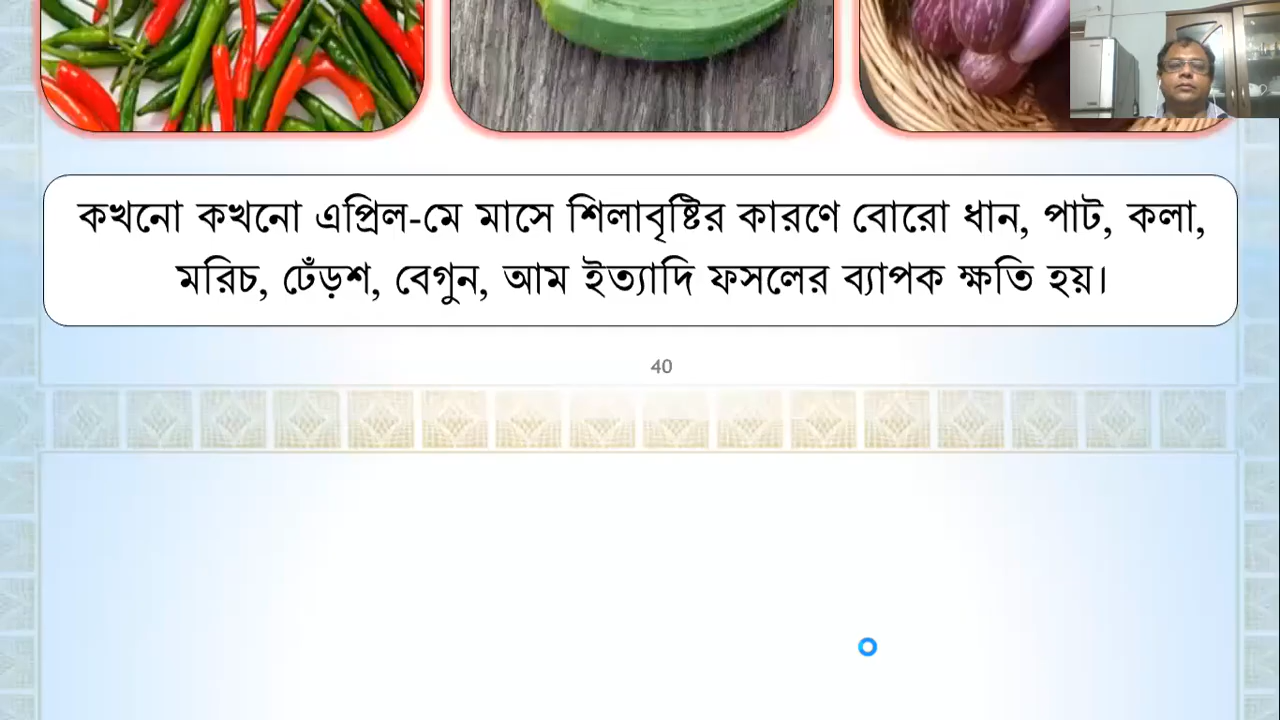 কখনো কখনো এপ্রিল-মে মাসে শিলাবৃষ্টির কারণে বোরো ধান, পাট, কলা,
মরিচ, ঢেঁড়শ, বেগুন, আম ইত্যাদি ফসলের ব্যাপক ক্ষতি হয়।
40